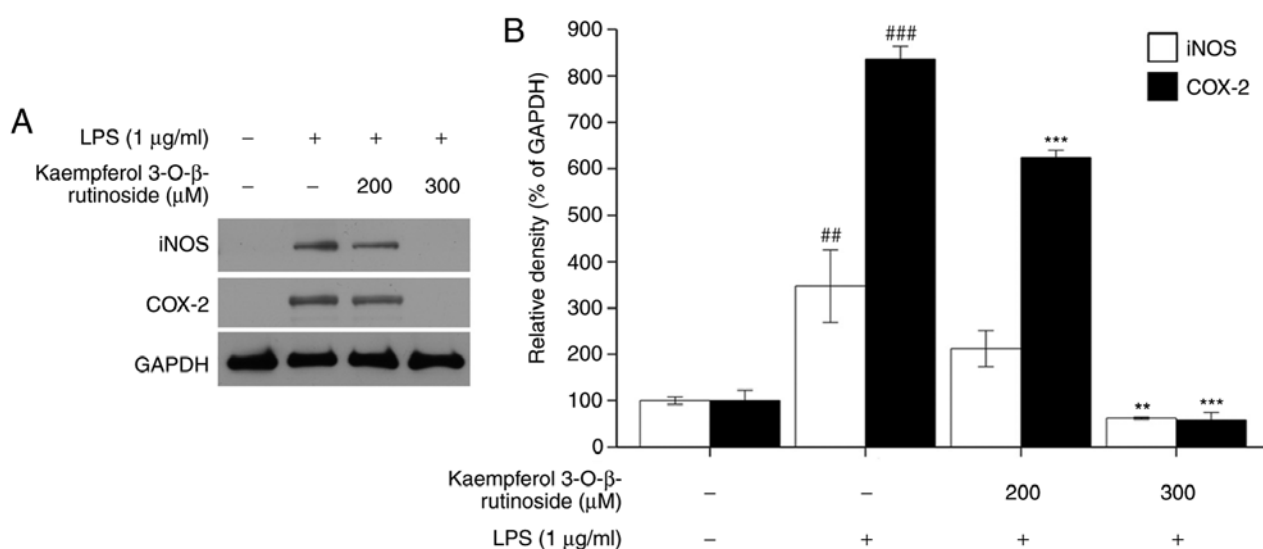 A
LPS (1 µg/ml) – + + +
Kaempferol 3-O-β-
rutinoside (µM) – – 200 300
iNOS
COX-2
GAPDH
B
Relative density (% of GAPDH)
900
800
700
600
500
400
300
200
100
0
##
###
***
**
***
iNOS
COX-2
Kaempferol 3-O-β-
rutinoside (µM) – – 200 300
LPS (1 µg/ml) – + + +